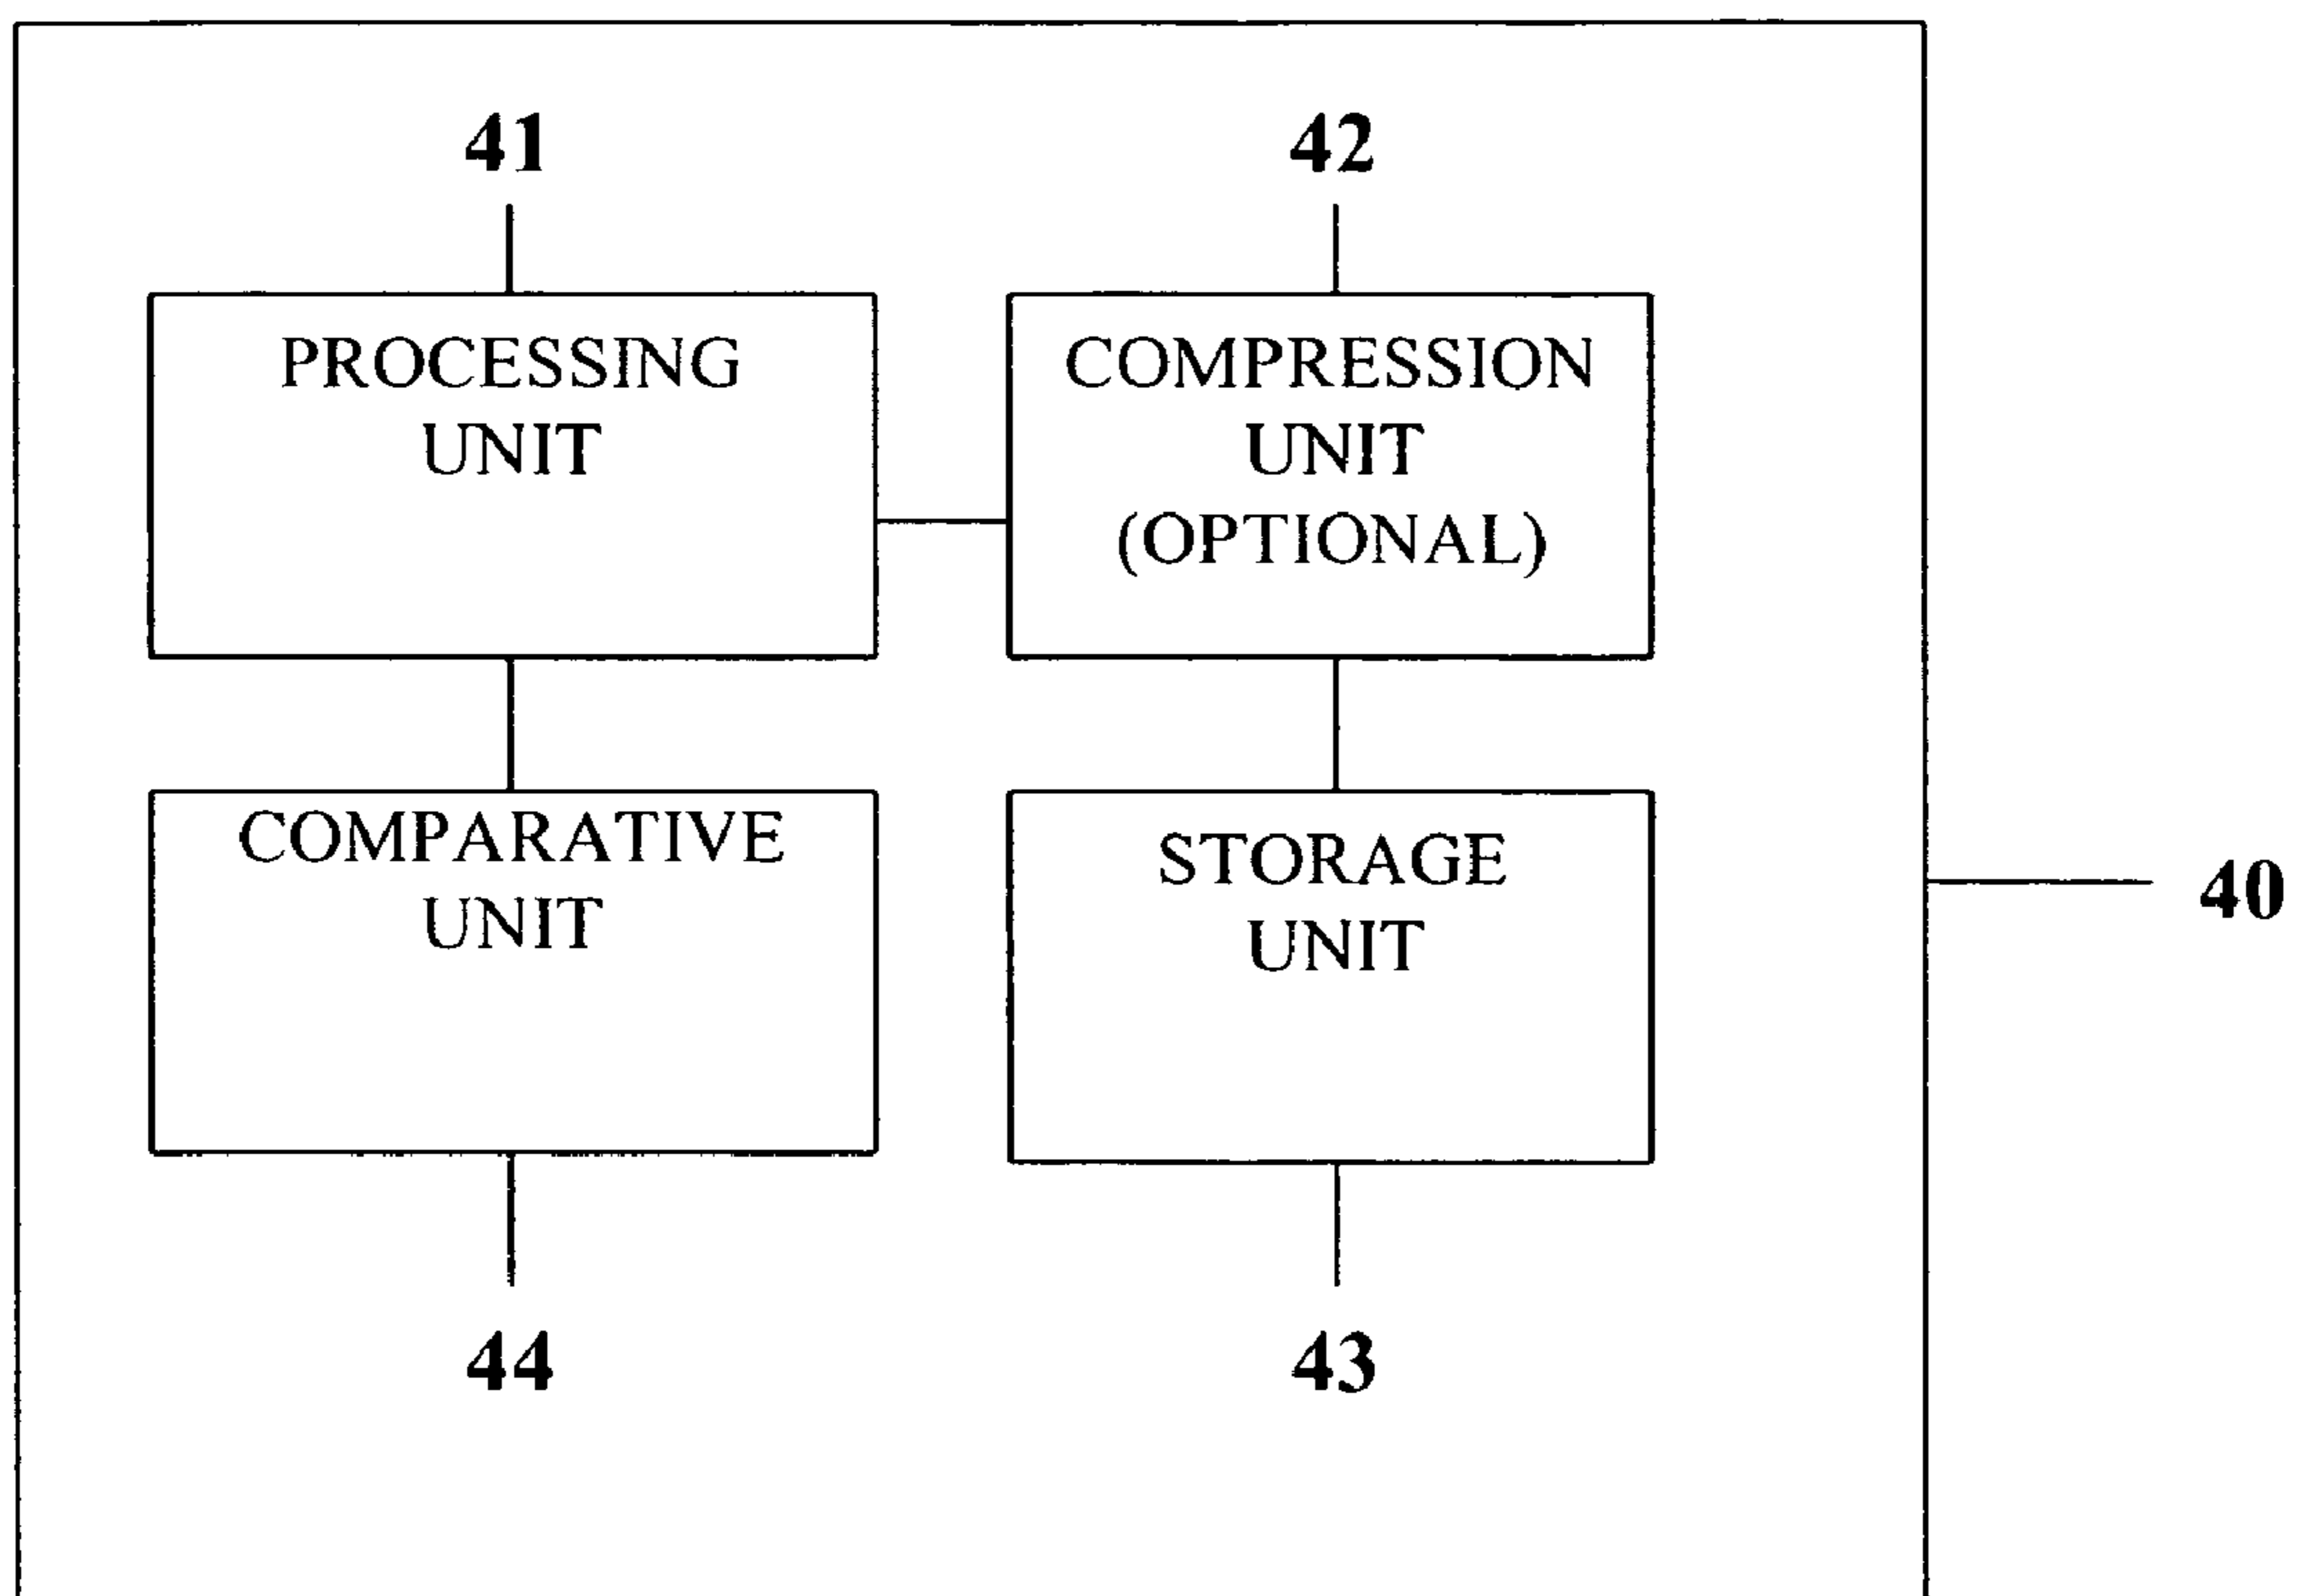 41
42
PROCESSING
UNIT
COMPRESSION
UNIT
(OPTIONAL)
COMPARATIVE
UNIT
STORAGE
UNIT
40
44
43